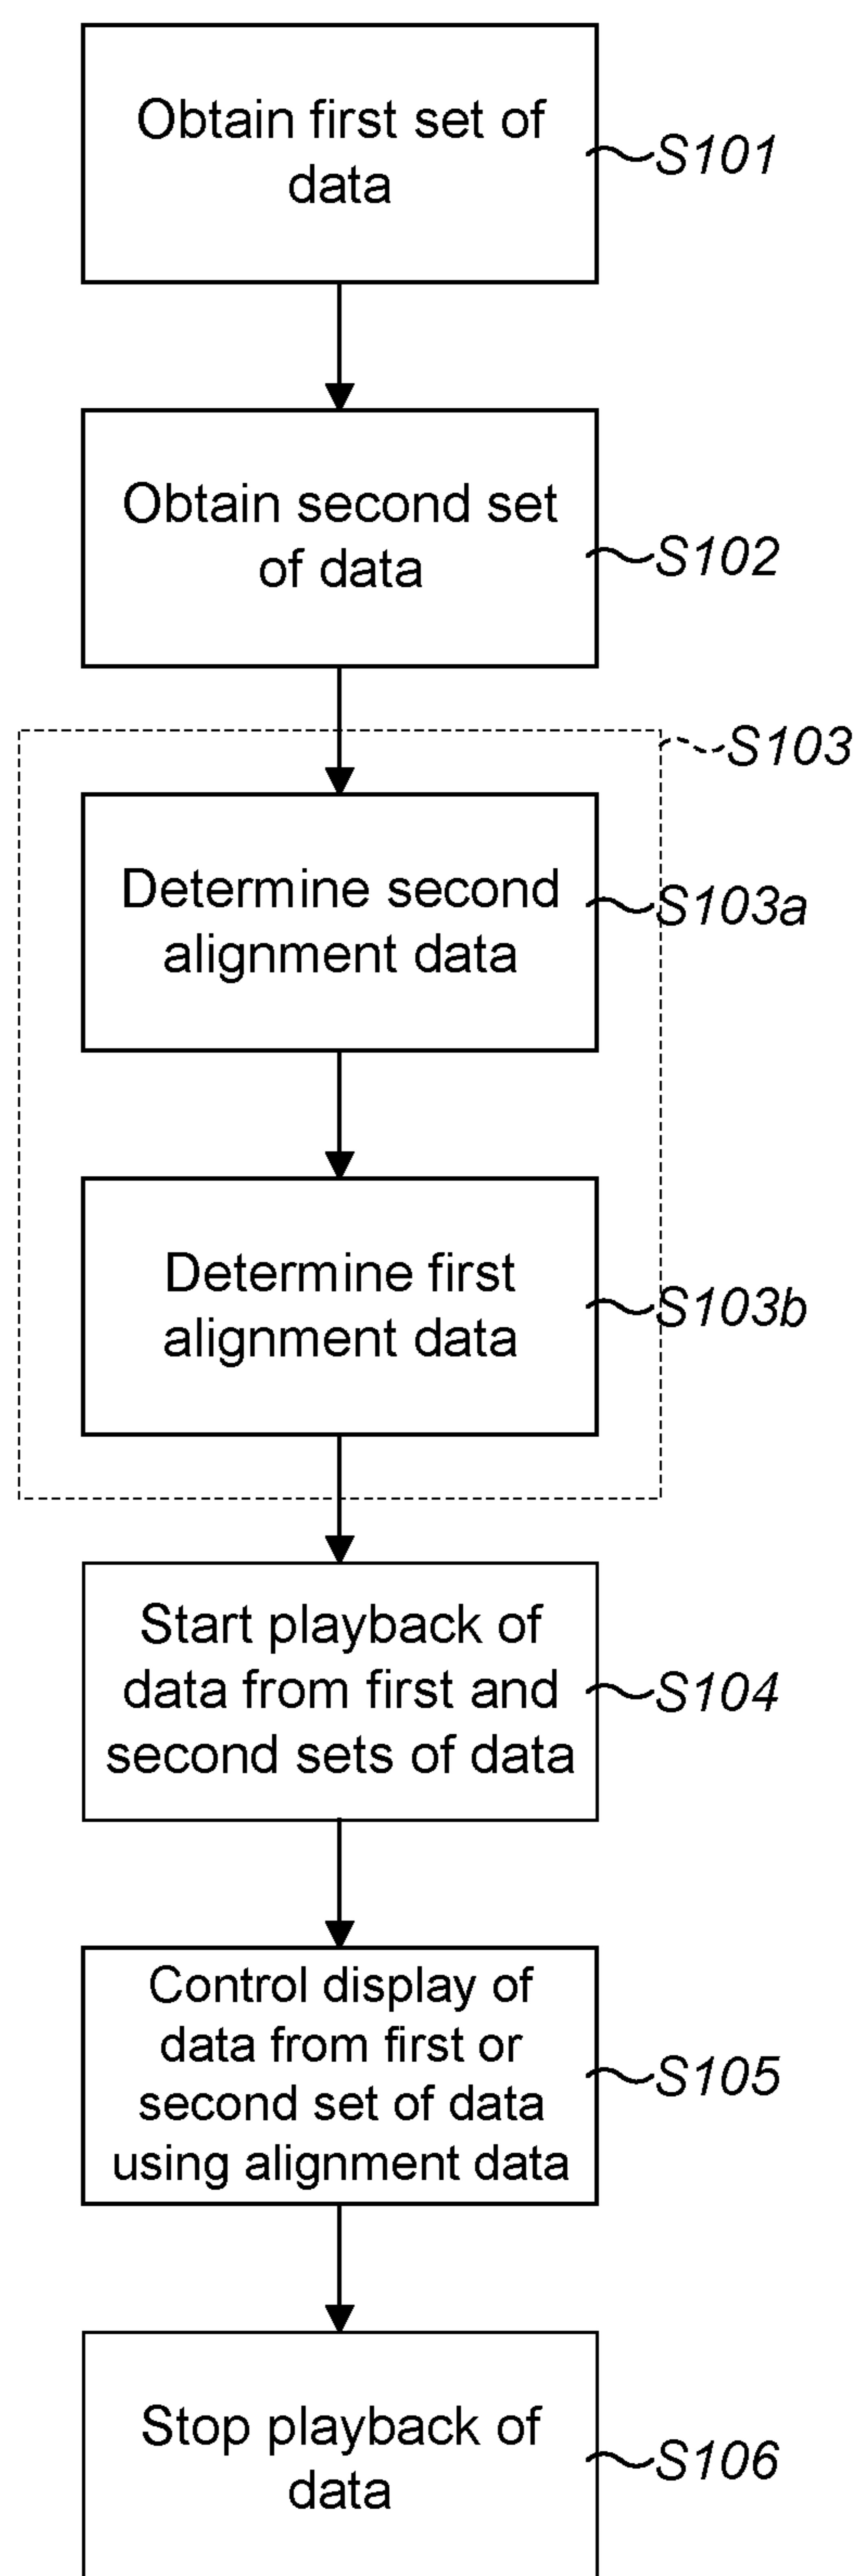 Obtain first set of
data
S101
Obtain second set
of data
S102
S103
Determine second
alignment data
S103a
Determine first
alignment data
S103b
Start playback of
data from first and
second sets of data
S104
Control display of
data from first or
second set of data
using alignment data
S105
Stop playback of
data
S106